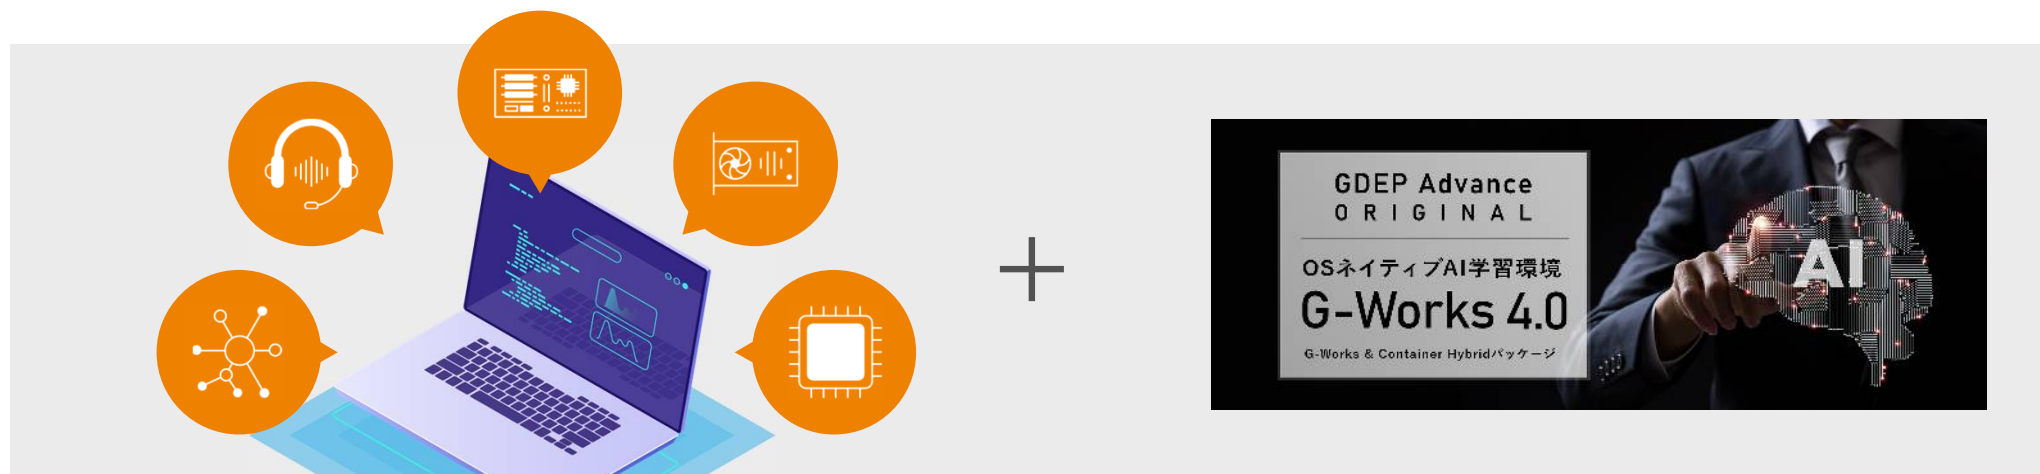 GDEP Advance
ORIGINAL
OSネイティブAI学習環境
G-Works 4.0
G-Works & Container Hybridパッケージ
AI